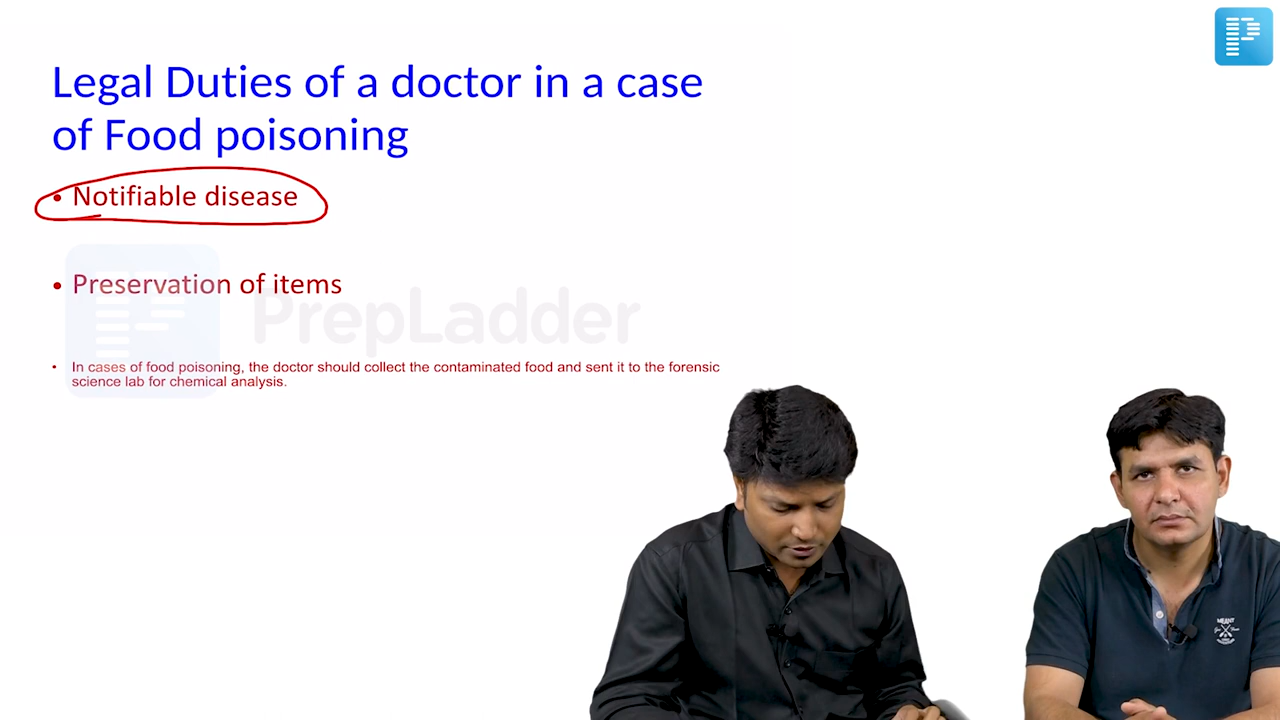 Legal Duties of a doctor in a case
of Food poisoning
• Notifiable disease
• Preservation of items
PrepLadder
• In cases of food poisoning, the doctor should collect the contaminated food and sent it to the forensic
science lab for chemical analysis.